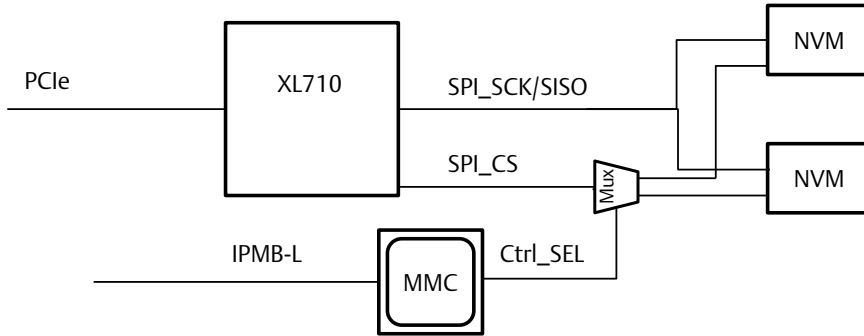 NVM
PCIe
XL710
SPI_SCK/SISO
SPI_CS
Mux
NVM
IPMB-L
MMC
Ctrl_SEL